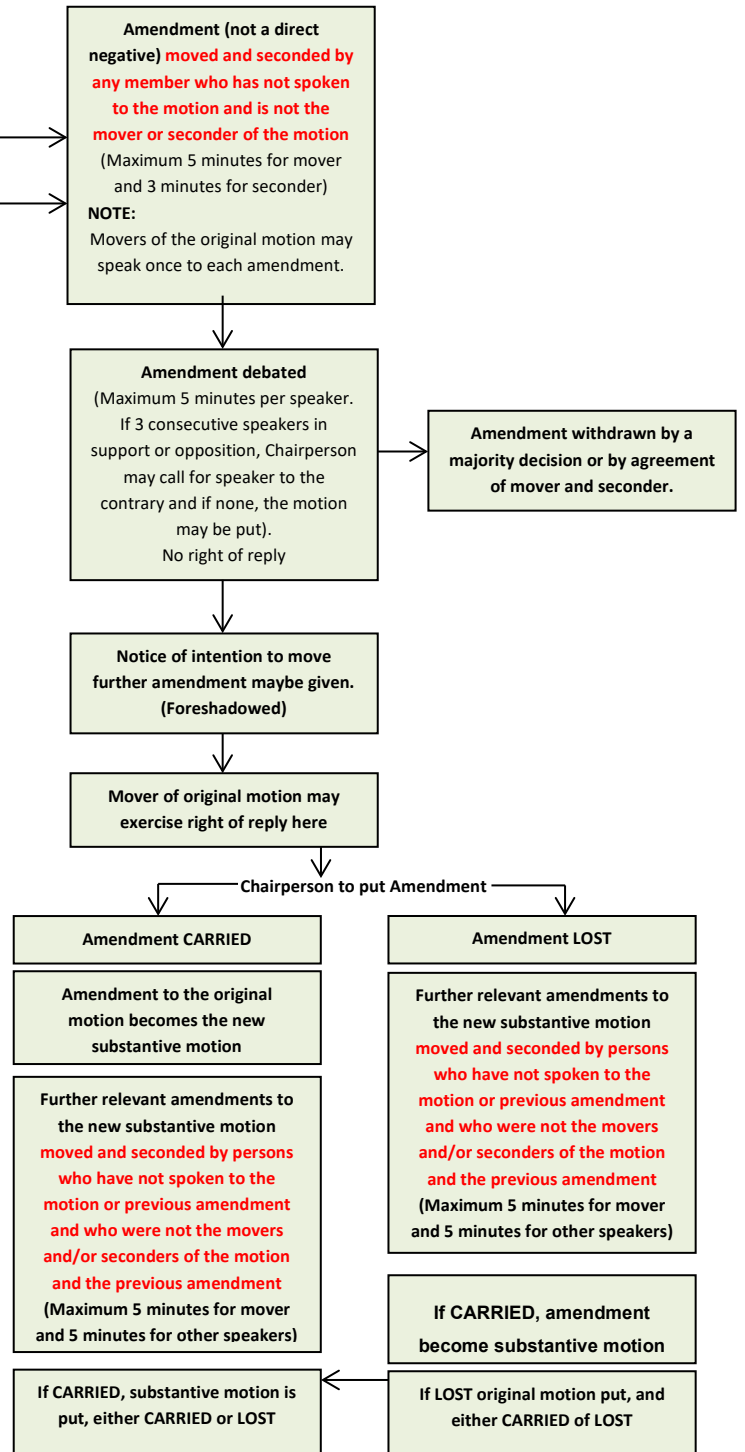 Amendment (not a direct
negative) moved and seconded by
any member who has not spoken
to the motion and is not the
mover or seconder of the motion
(Maximum 5 minutes for mover
and 3 minutes for seconder)
NOTE:
Movers of the original motion may
speak once to each amendment.
Amendment debated
(Maximum 5 minutes per speaker.
If 3 consecutive speakers in
support or opposition, Chairperson
may call for speaker to the
contrary and if none, the motion
may be put).
No right of reply
Amendment withdrawn by a
majority decision or by agreement
of mover and seconder.
Notice of intention to move
further amendment maybe given.
(Foreshadowed)
Mover of original motion may
exercise right of reply here
Chairperson to put Amendment
Amendment CARRIED
Amendment to the original
motion becomes the new
substantive motion
Further relevant amendments to
the new substantive motion
moved and seconded by persons
who have not spoken to the
motion or previous amendment
and who were not the movers
and/or seconders of the motion
and the previous amendment
(Maximum 5 minutes for mover
and 5 minutes for other speakers)
If CARRIED, substantive motion is
put, either CARRIED or LOST
Amendment LOST
Further relevant amendments to
the new substantive motion
moved and seconded by persons
who have not spoken to the
motion or previous amendment
and who were not the movers
and/or seconders of the motion
and the previous amendment
(Maximum 5 minutes for mover
and 5 minutes for other speakers)
If CARRIED, amendment
become substantive motion
If LOST original motion put, and
either CARRIED of LOST